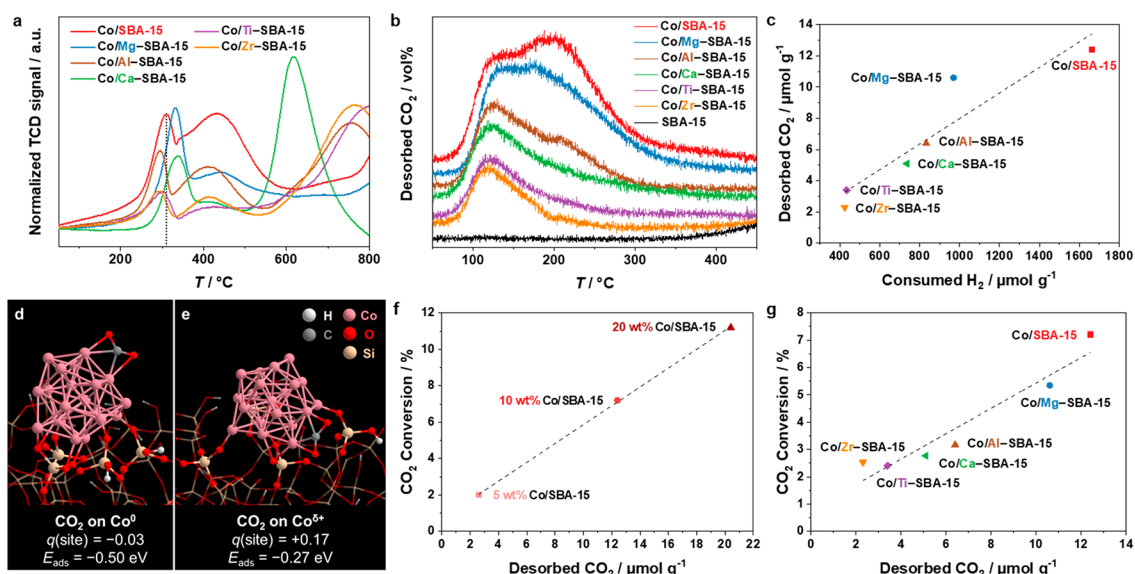 a
Normalized TCD signal / a.u.
Co/SBA-15
Co/Mg–SBA-15
Co/Al–SBA-15
Co/Ca–SBA-15
Co/Ti–SBA-15
Co/Zr–SBA-15
200 400 600 800
T / °C
b
Desorbed CO2 / vol%
Co/SBA-15
Co/Mg–SBA-15
Co/Al–SBA-15
Co/Ca–SBA-15
Co/Ti–SBA-15
Co/Zr–SBA-15
SBA-15
100 200 300 400
T / °C
c
Desorbed CO2 / µmol g-1
14
12
10
8
6
4
2
0
Co/SBA-15
Co/Mg–SBA-15
Co/Al–SBA-15
Co/Ca–SBA-15
Co/Ti–SBA-15
Co/Zr–SBA-15
400 600 800 1000 1200 1400 1600 1800
Consumed H2 / µmol g-1
d
CO2 on Co0
q(site) = −0.03
Eads = −0.50 eV
e
H Co
C O
Si
CO2 on Coδ+
q(site) = +0.17
Eads = −0.27 eV
f
CO2 Conversion / %
12
10
8
6
4
2
0
20 wt% Co/SBA-15
10 wt% Co/SBA-15
5 wt% Co/SBA-15
0 2 4 6 8 10 12 14 16 18 20 22
Desorbed CO2 / µmol g-1
g
CO2 Conversion / %
8
7
6
5
4
3
2
1
0
Co/SBA-15
Co/Mg–SBA-15
Co/Al–SBA-15
Co/Zr–SBA-15
Co/Ca–SBA-15
Co/Ti–SBA-15
0 2 4 6 8 10 12 14
Desorbed CO2 / µmol g-1